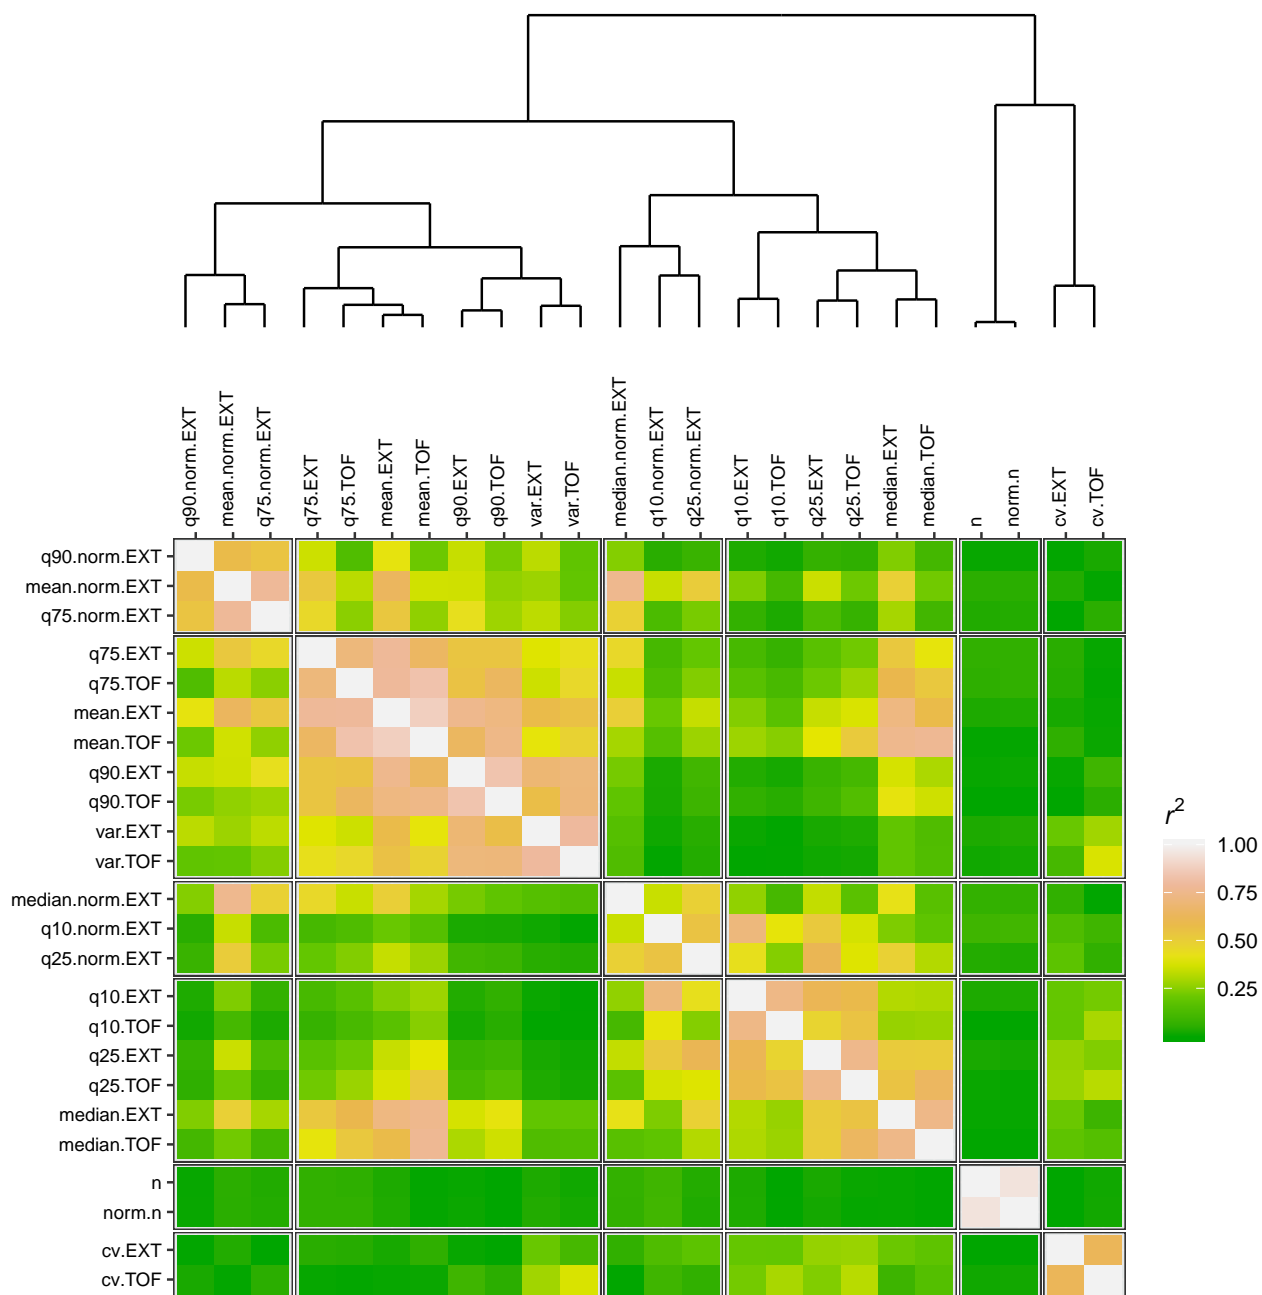 q90.norm.EXT
mean.norm.EXT
q75.norm.EXT
q75.EXT
q75.TOF
mean.EXT
mean.TOF
q90.EXT
q90.TOF
var.EXT
var.TOF
median.norm.EXT
q10.norm.EXT
q25.norm.EXT
q10.EXT
q10.TOF
q25.EXT
q25.TOF
median.EXT
median.TOF
n
norm.n
cv.EXT
cv.TOF
q90.norm.EXT
mean.norm.EXT
q75.norm.EXT
q75.EXT
q75.TOF
mean.EXT
mean.TOF
q90.EXT
q90.TOF
var.EXT
var.TOF
median.norm.EXT
q10.norm.EXT
q25.norm.EXT
q10.EXT
q10.TOF
q25.EXT
q25.TOF
median.EXT
median.TOF
n
norm.n
cv.EXT
cv.TOF
r²
1.00
0.75
0.50
0.25